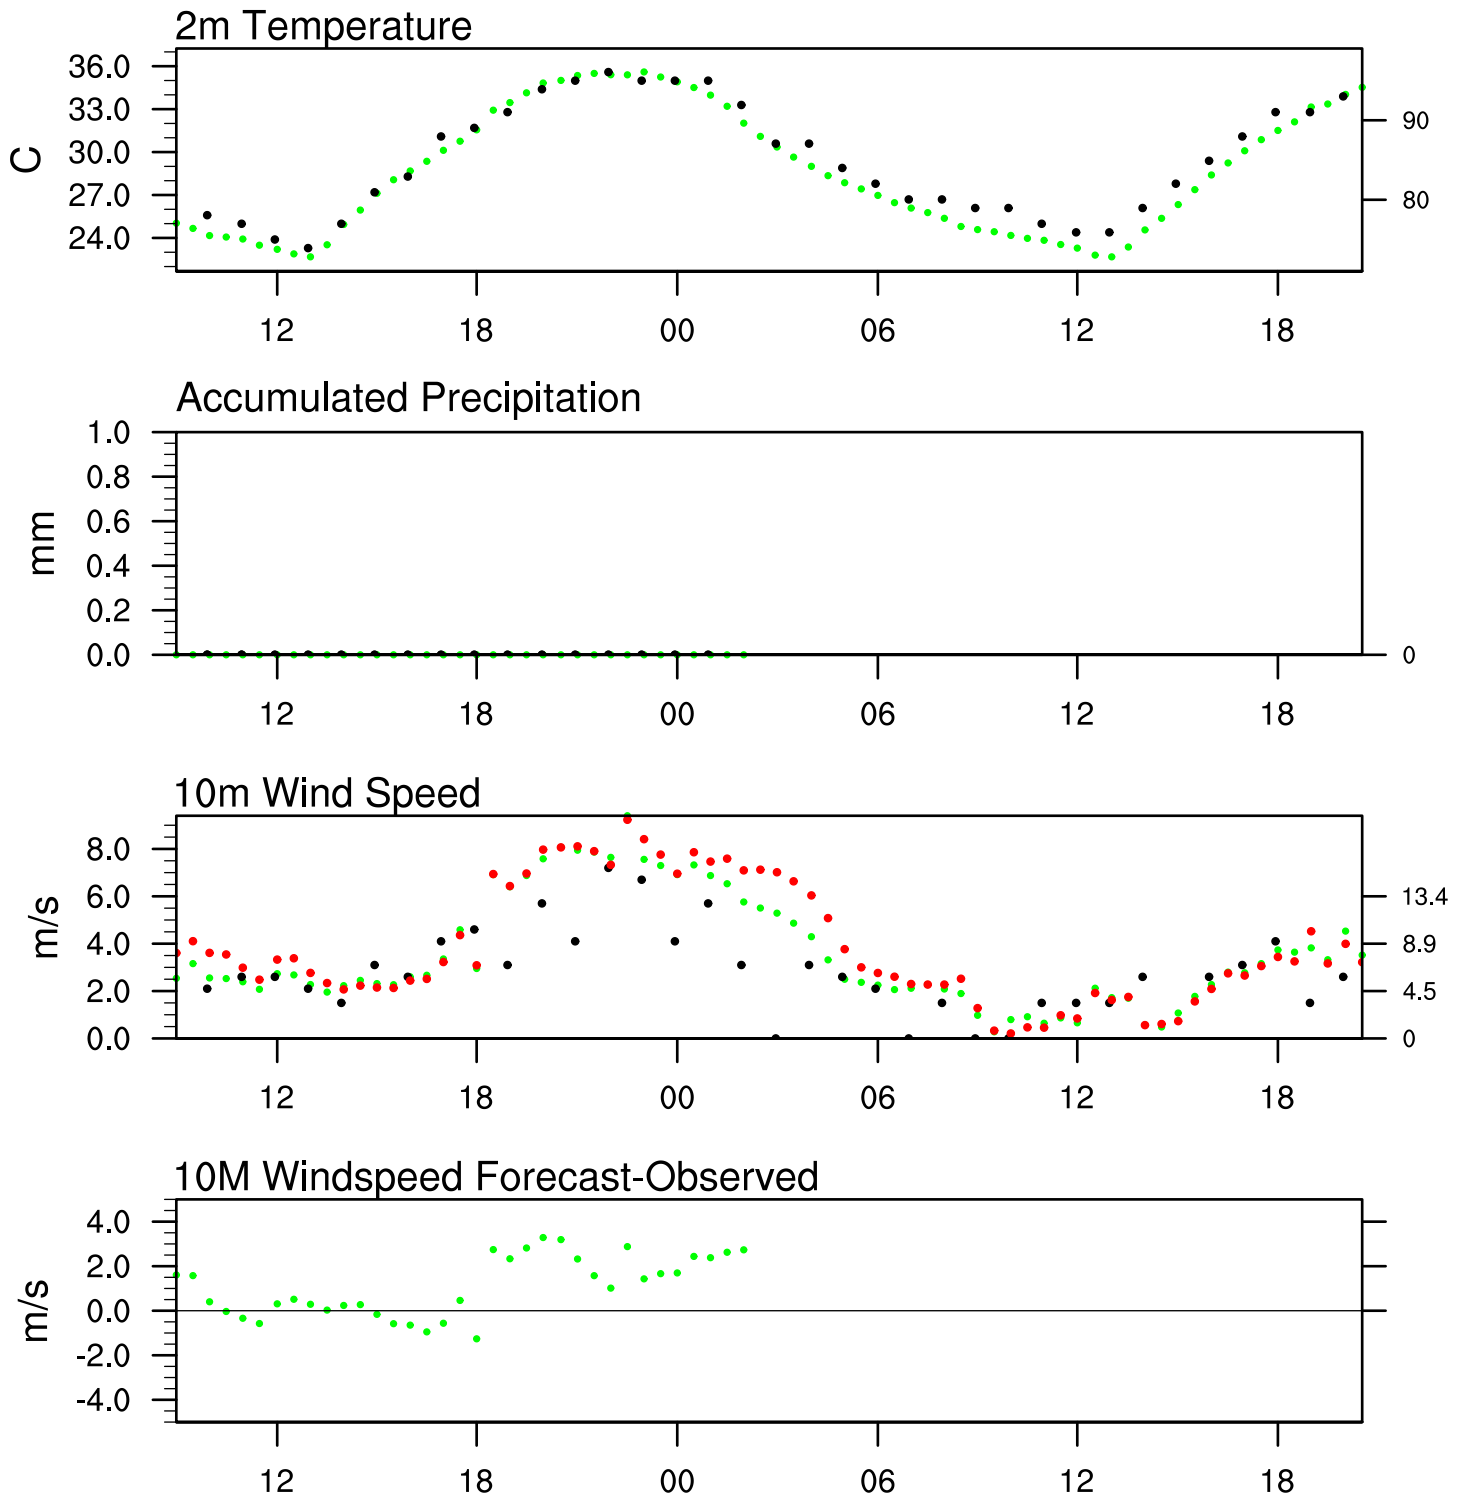 2m Temperature
36.0
33.0
30.0
27.0
24.0
C
90
80
12 18 00 06 12 18
Accumulated Precipitation
1.0
0.8
0.6
0.4
0.2
0.0
mm
0
12 18 00 06 12 18
10m Wind Speed
8.0
6.0
4.0
2.0
0.0
m/s
13.4
8.9
4.5
0
12 18 00 06 12 18
10M Windspeed Forecast-Observed
4.0
2.0
0.0
-2.0
-4.0
m/s
12 18 00 06 12 18